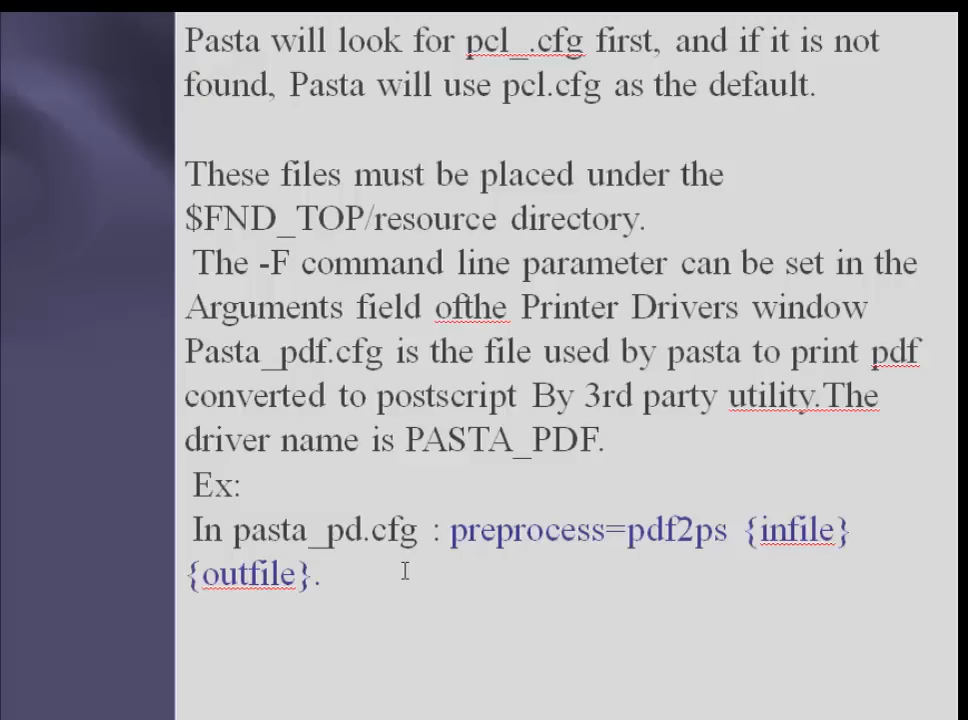 Pasta will look for pcl_.cfg first, and if it is not
found, Pasta will use pcl.cfg as the default.
These files must be placed under the
$FND_TOP/resource directory.
The -F command line parameter can be set in the
Arguments field ofthe Printer Drivers window
Pasta_pdf.cfg is the file used by pasta to print pdf
converted to postscript By 3rd party utility.The
driver name is PASTA_PDF.
Ex:
In pasta_pd.cfg : preprocess=pdf2ps {infile}
{outfile}.